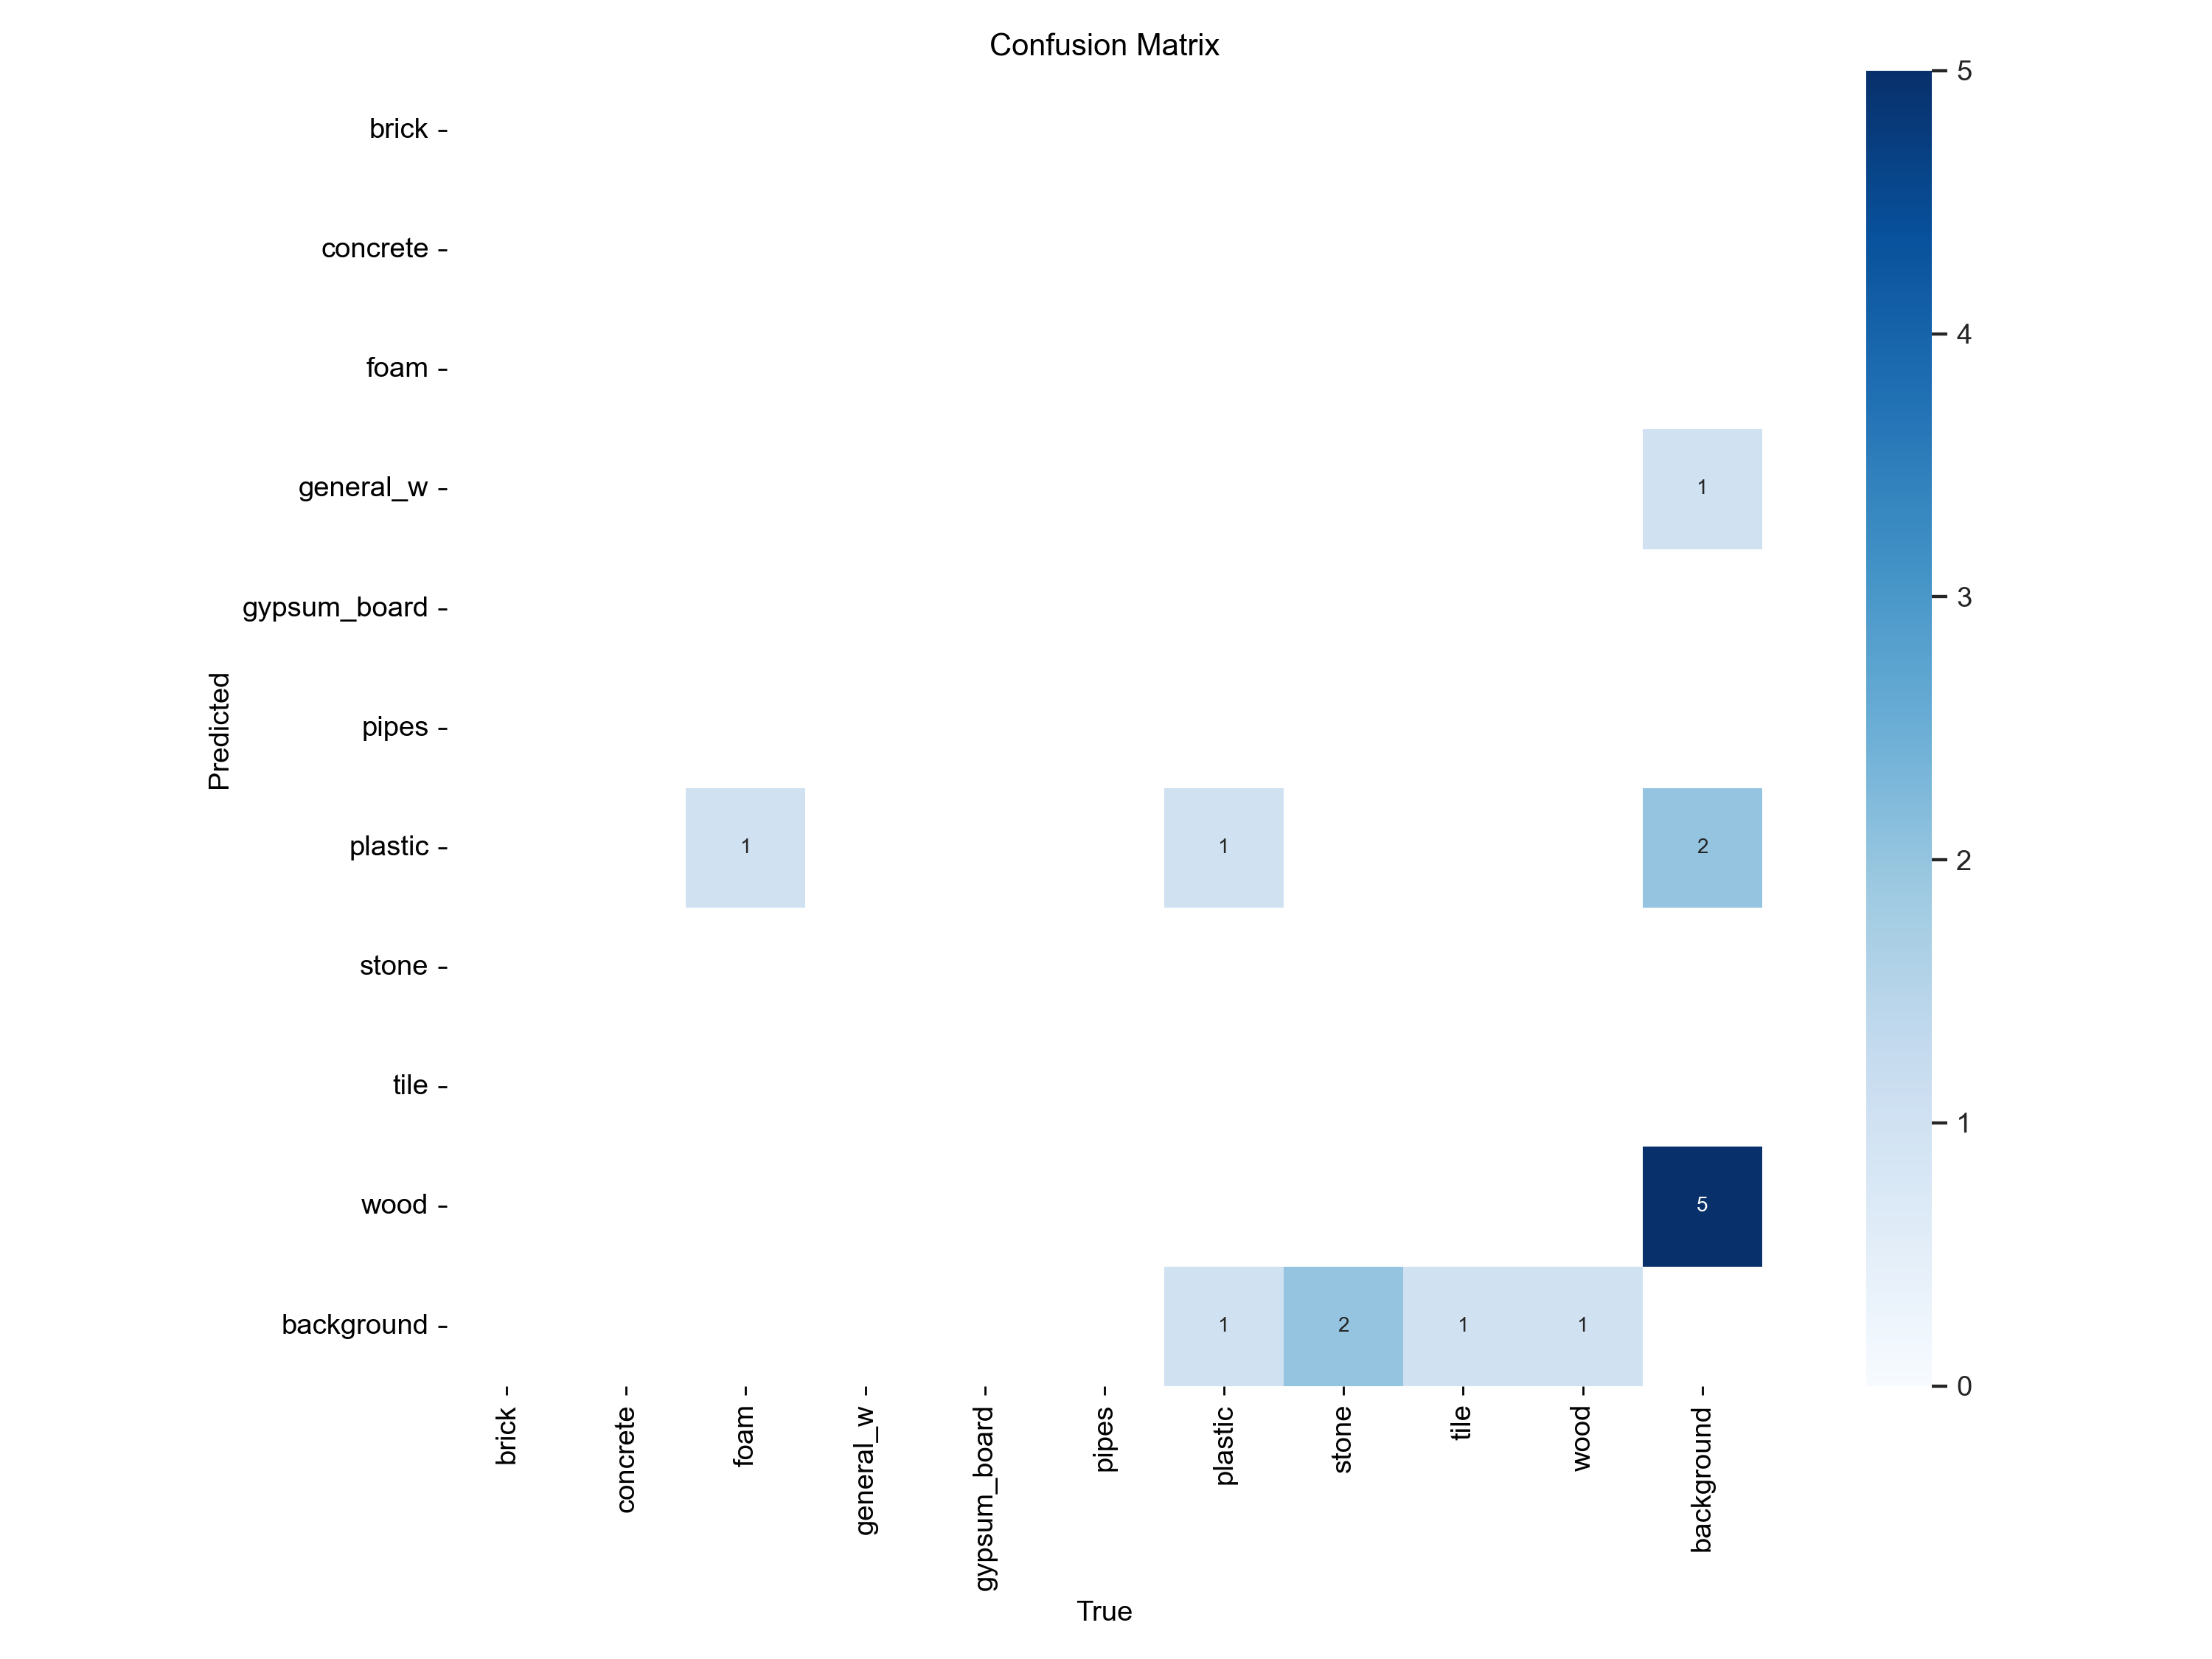 Confusion Matrix
Predicted
brick
concrete
foam
general_w
1
gypsum_board
pipes
plastic
1
1
2
stone
tile
wood
5
background
1
2
1
1
brick
concrete
foam
general_w
gypsum_board
pipes
plastic
stone
tile
wood
background
True
5
4
3
2
1
0